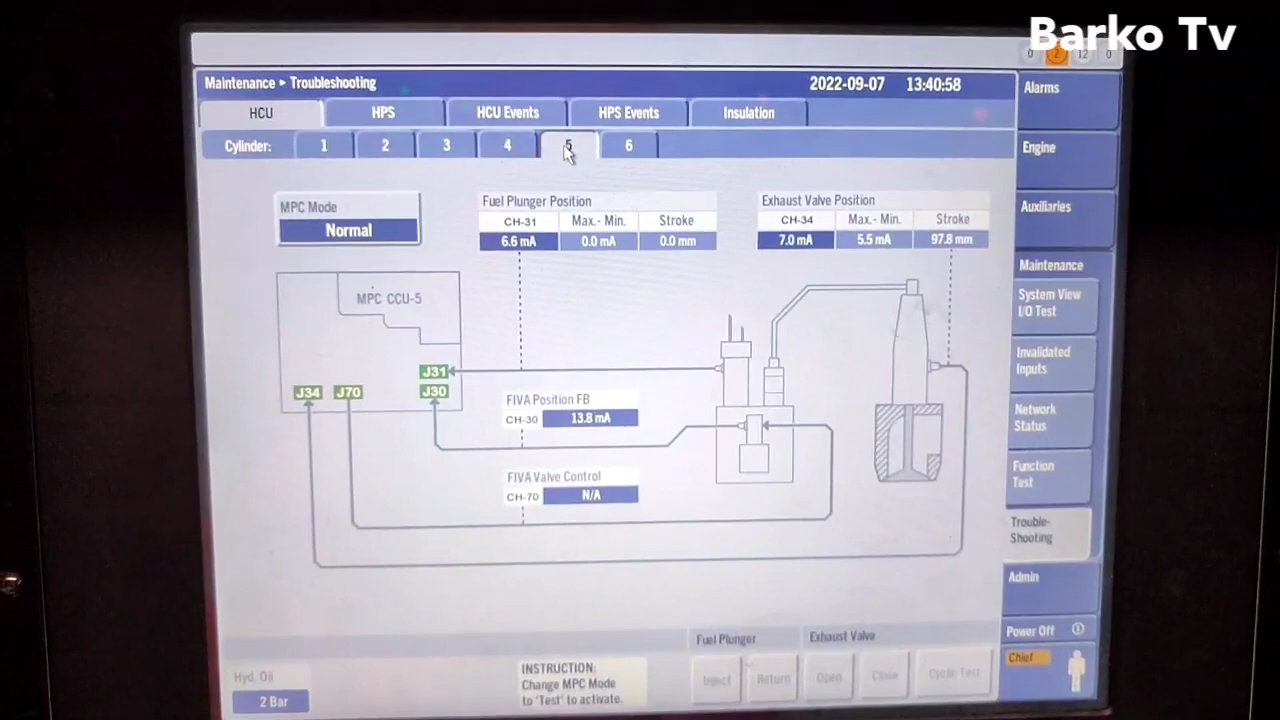 Barko Tv
0 2 12 0
Maintenance ▸ Troubleshooting
2022-09-07 13:40:58
HCU HPS HCU Events HPS Events Insulation
Cylinder: 1 2 3 4 5 6
MPC Mode
Normal
Fuel Plunger Position
CH-31 Max.- Min. Stroke
6.6 mA 0.0 mA 0.0 mm
Exhaust Valve Position
CH-34 Max.- Min. Stroke
7.0 mA 5.5 mA 97.8 mm
MPC CCU-5
J31
J34 J70 J30
FIVA Position FB
CH-30 13.8 mA
FIVA Valve Control
CH-70 N/A
Hyd. Oil
2 Bar
INSTRUCTION:
Change MPC Mode
to 'Test' to activate.
Fuel Plunger
Inject Return
Exhaust Valve
Open Close Cyclic Test
Alarms
Engine
Auxiliaries
Maintenance
System View
I/O Test
Invalidated
Inputs
Network
Status
Function
Test
Trouble-
Shooting
Admin
Power Off
Chief